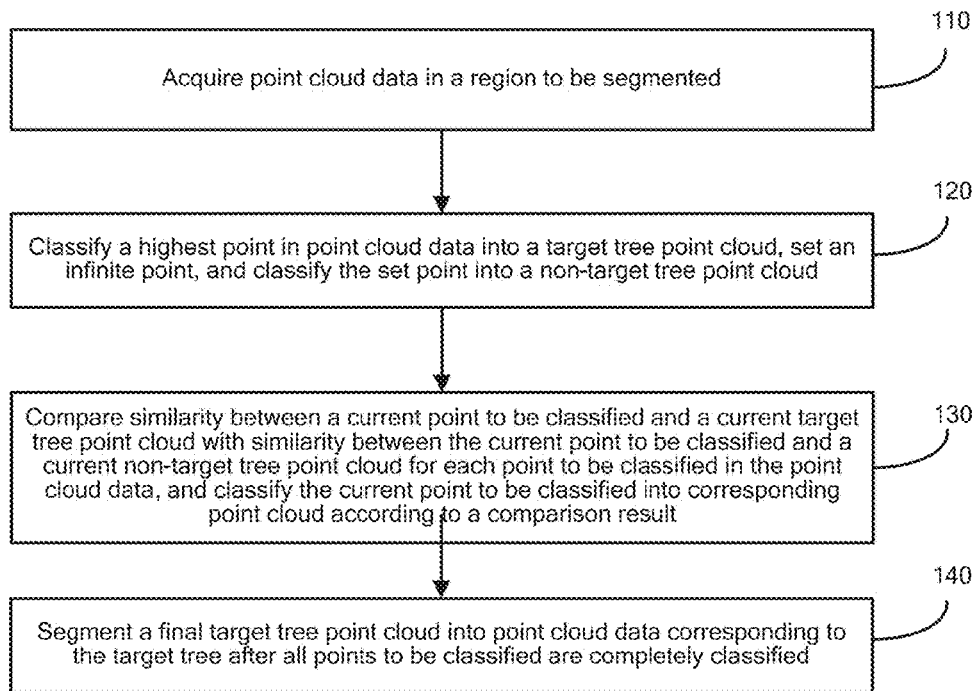 110
Acquire point cloud data in a region to be segmented
120
Classify a highest point in point cloud data into a target tree point cloud, set an
infinite point, and classify the set point into a non-target tree point cloud
130
Compare similarity between a current point to be classified and a current target
tree point cloud with similarity between the current point to be classified and a
current non-target tree point cloud for each point to be classified in the point
cloud data, and classify the current point to be classified into corresponding
point cloud according to a comparison result
140
Segment a final target tree point cloud into point cloud data corresponding to
the target tree after all points to be classified are completely classified